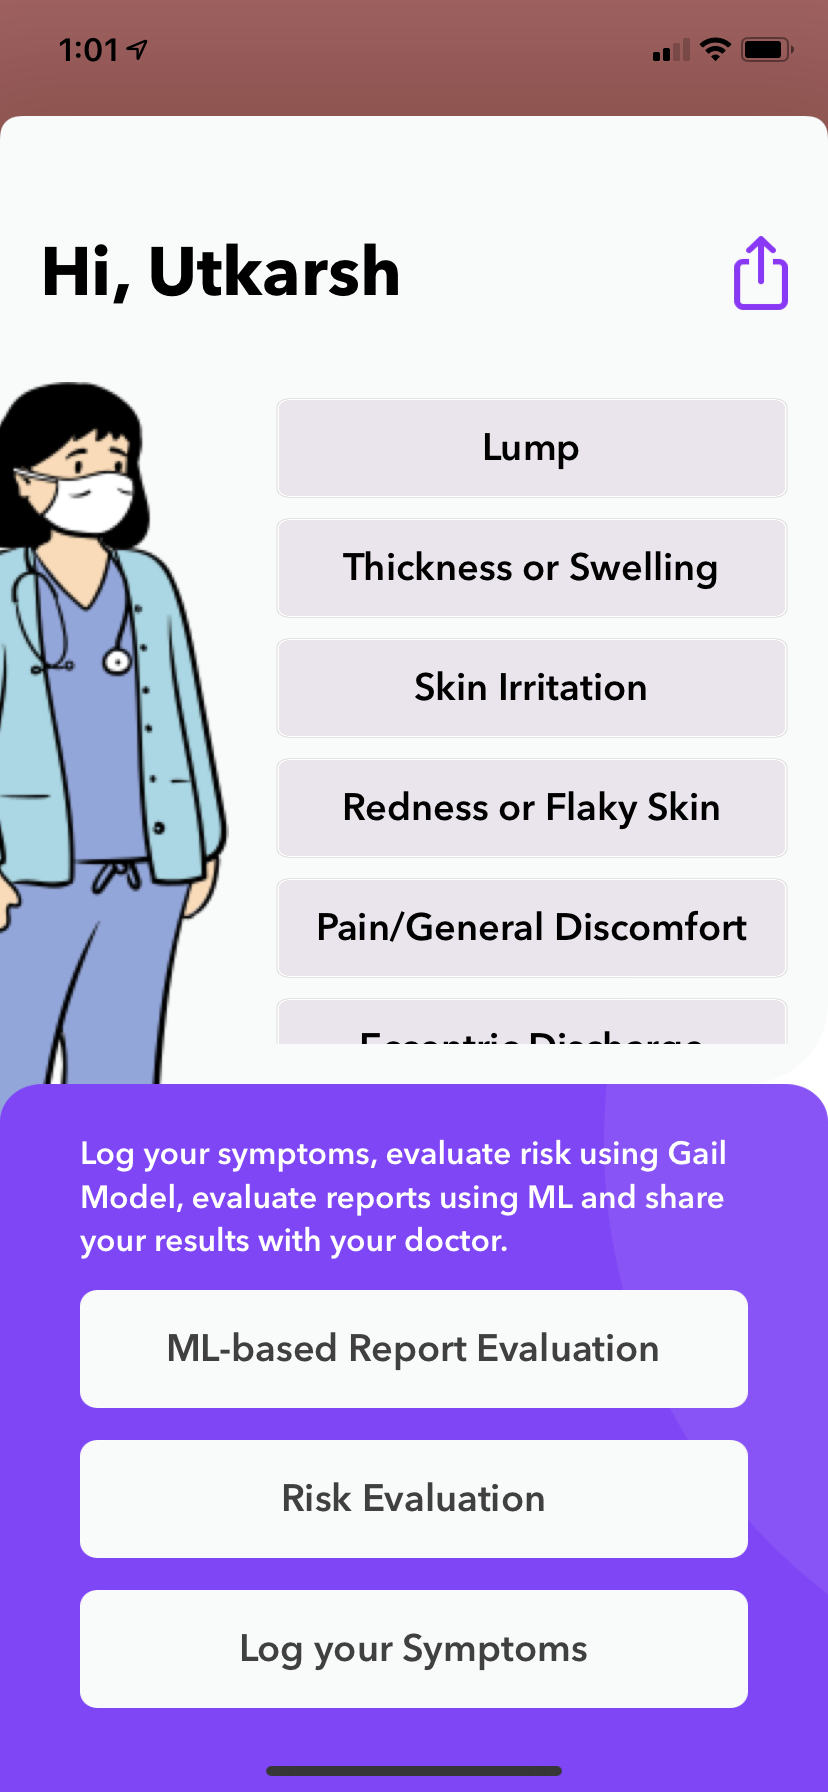 1:01
Hi, Utkarsh
Lump
Thickness or Swelling
Skin Irritation
Redness or Flaky Skin
Pain/General Discomfort
Eccentric Discharge
Log your symptoms, evaluate risk using Gail
Model, evaluate reports using ML and share
your results with your doctor.
ML-based Report Evaluation
Risk Evaluation
Log your Symptoms